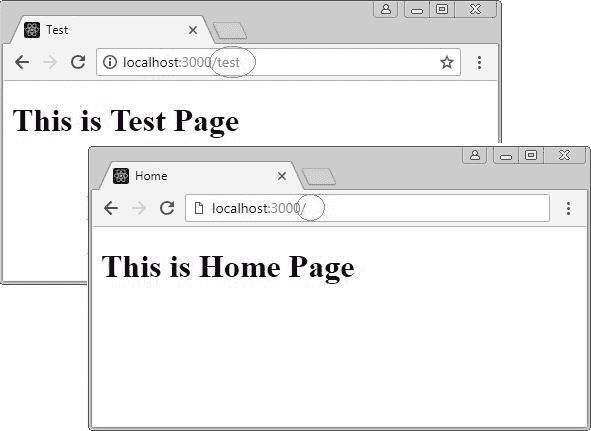 Test
localhost:3000/test
This is Test Page
Home
localhost:3000/
This is Home Page